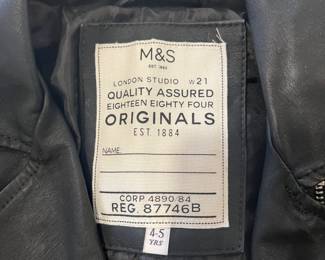 M&S
EST. 1884
LONDON STUDIO W21
QUALITY ASSURED
EIGHTEEN EIGHTY FOUR
ORIGINALS
EST. 1884
NAME:
CORP 4890/84
REG. 87746B
4-5
YRS